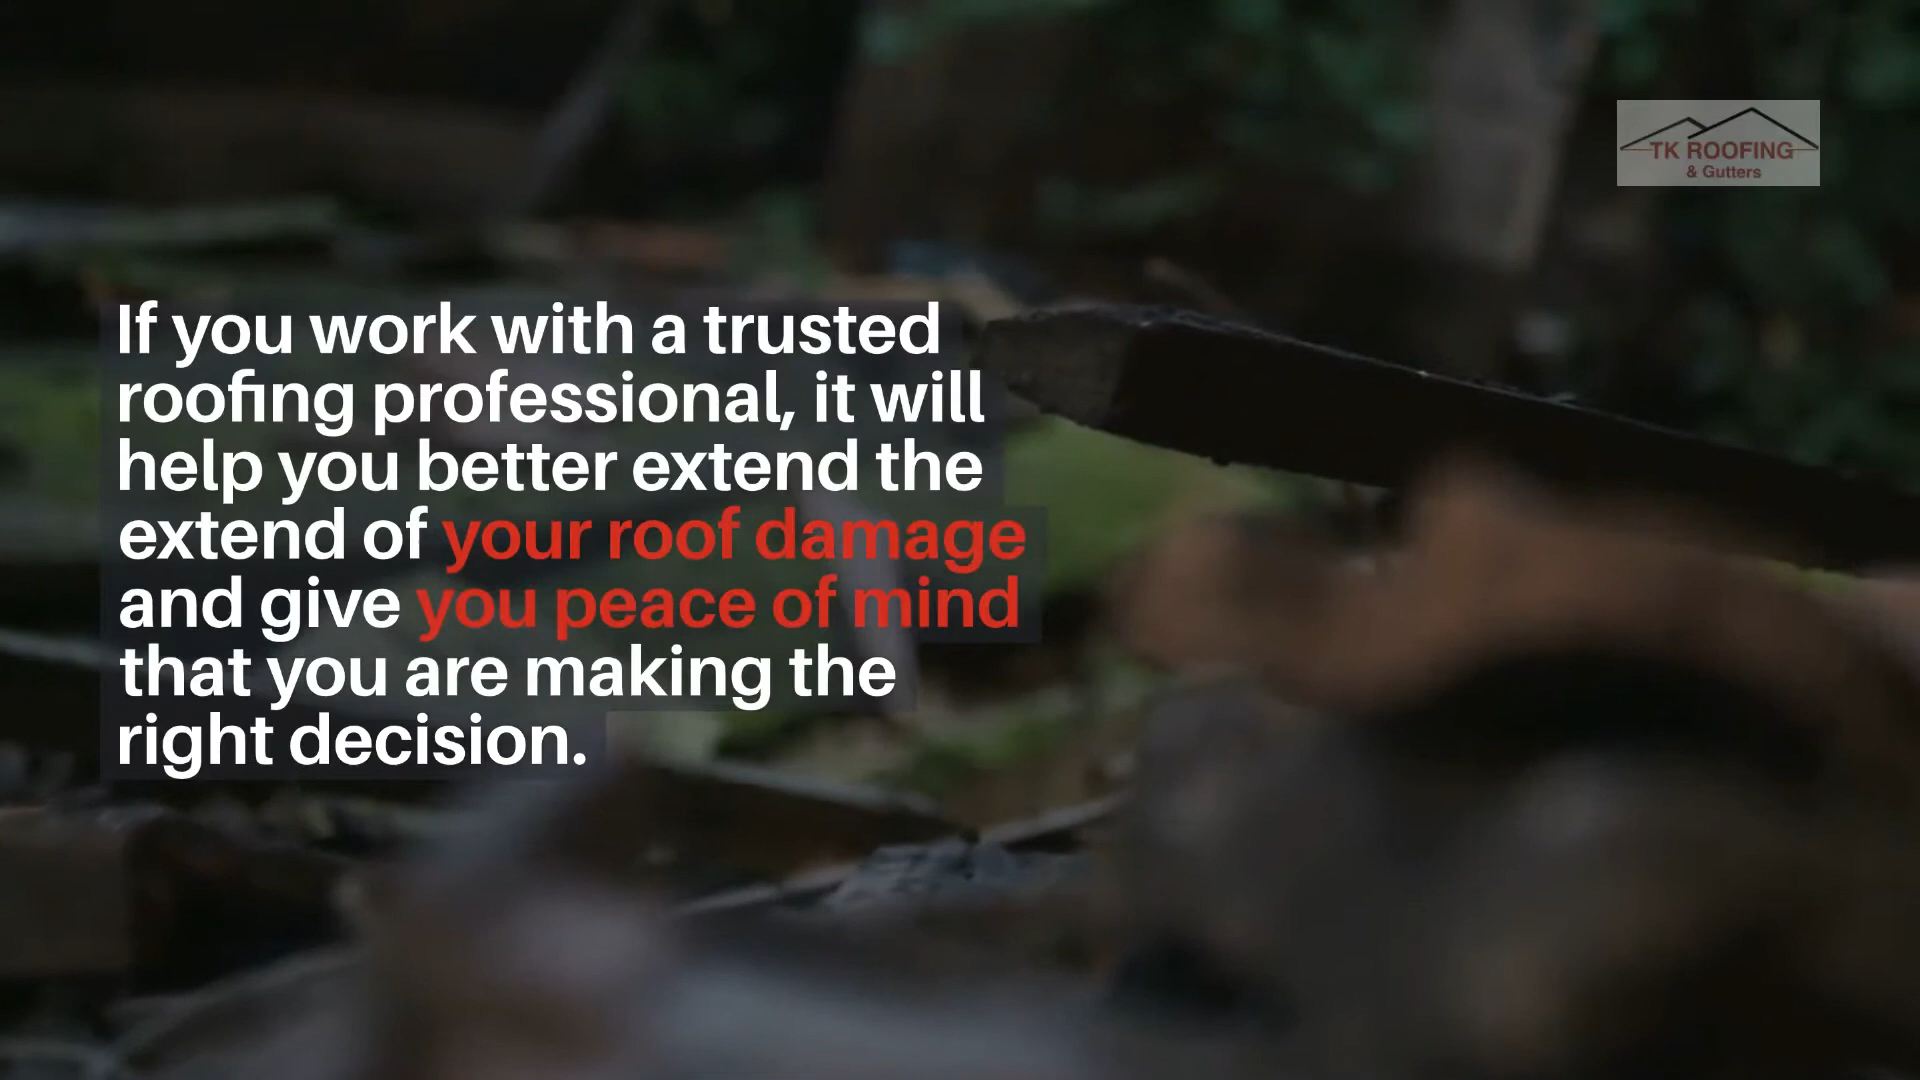 TK ROOFING
& Gutters
If you work with a trusted
roofing professional, it will
help you better extend the
extend of your roof damage
and give you peace of mind
that you are making the
right decision.